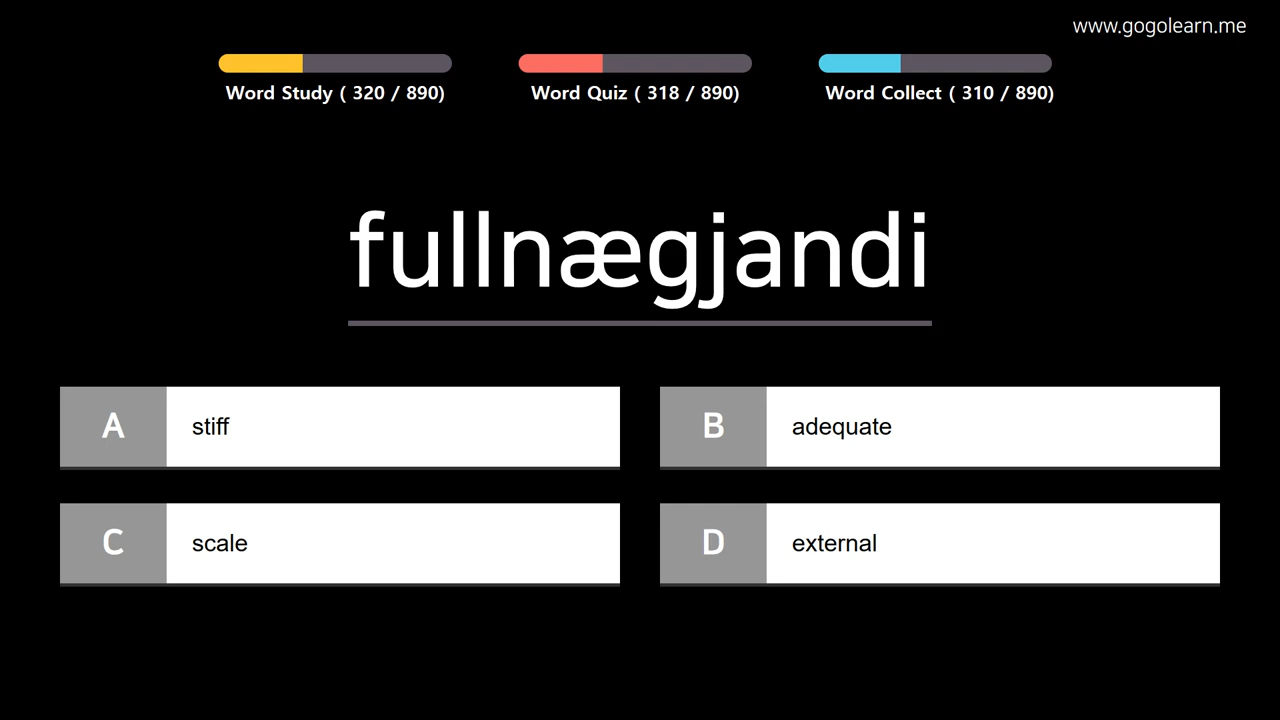 www.gogolearn.me
Word Study ( 320 / 890)
Word Quiz ( 318 / 890)
Word Collect ( 310 / 890)
fullnægjandi
A stiff
B adequate
C scale
D external